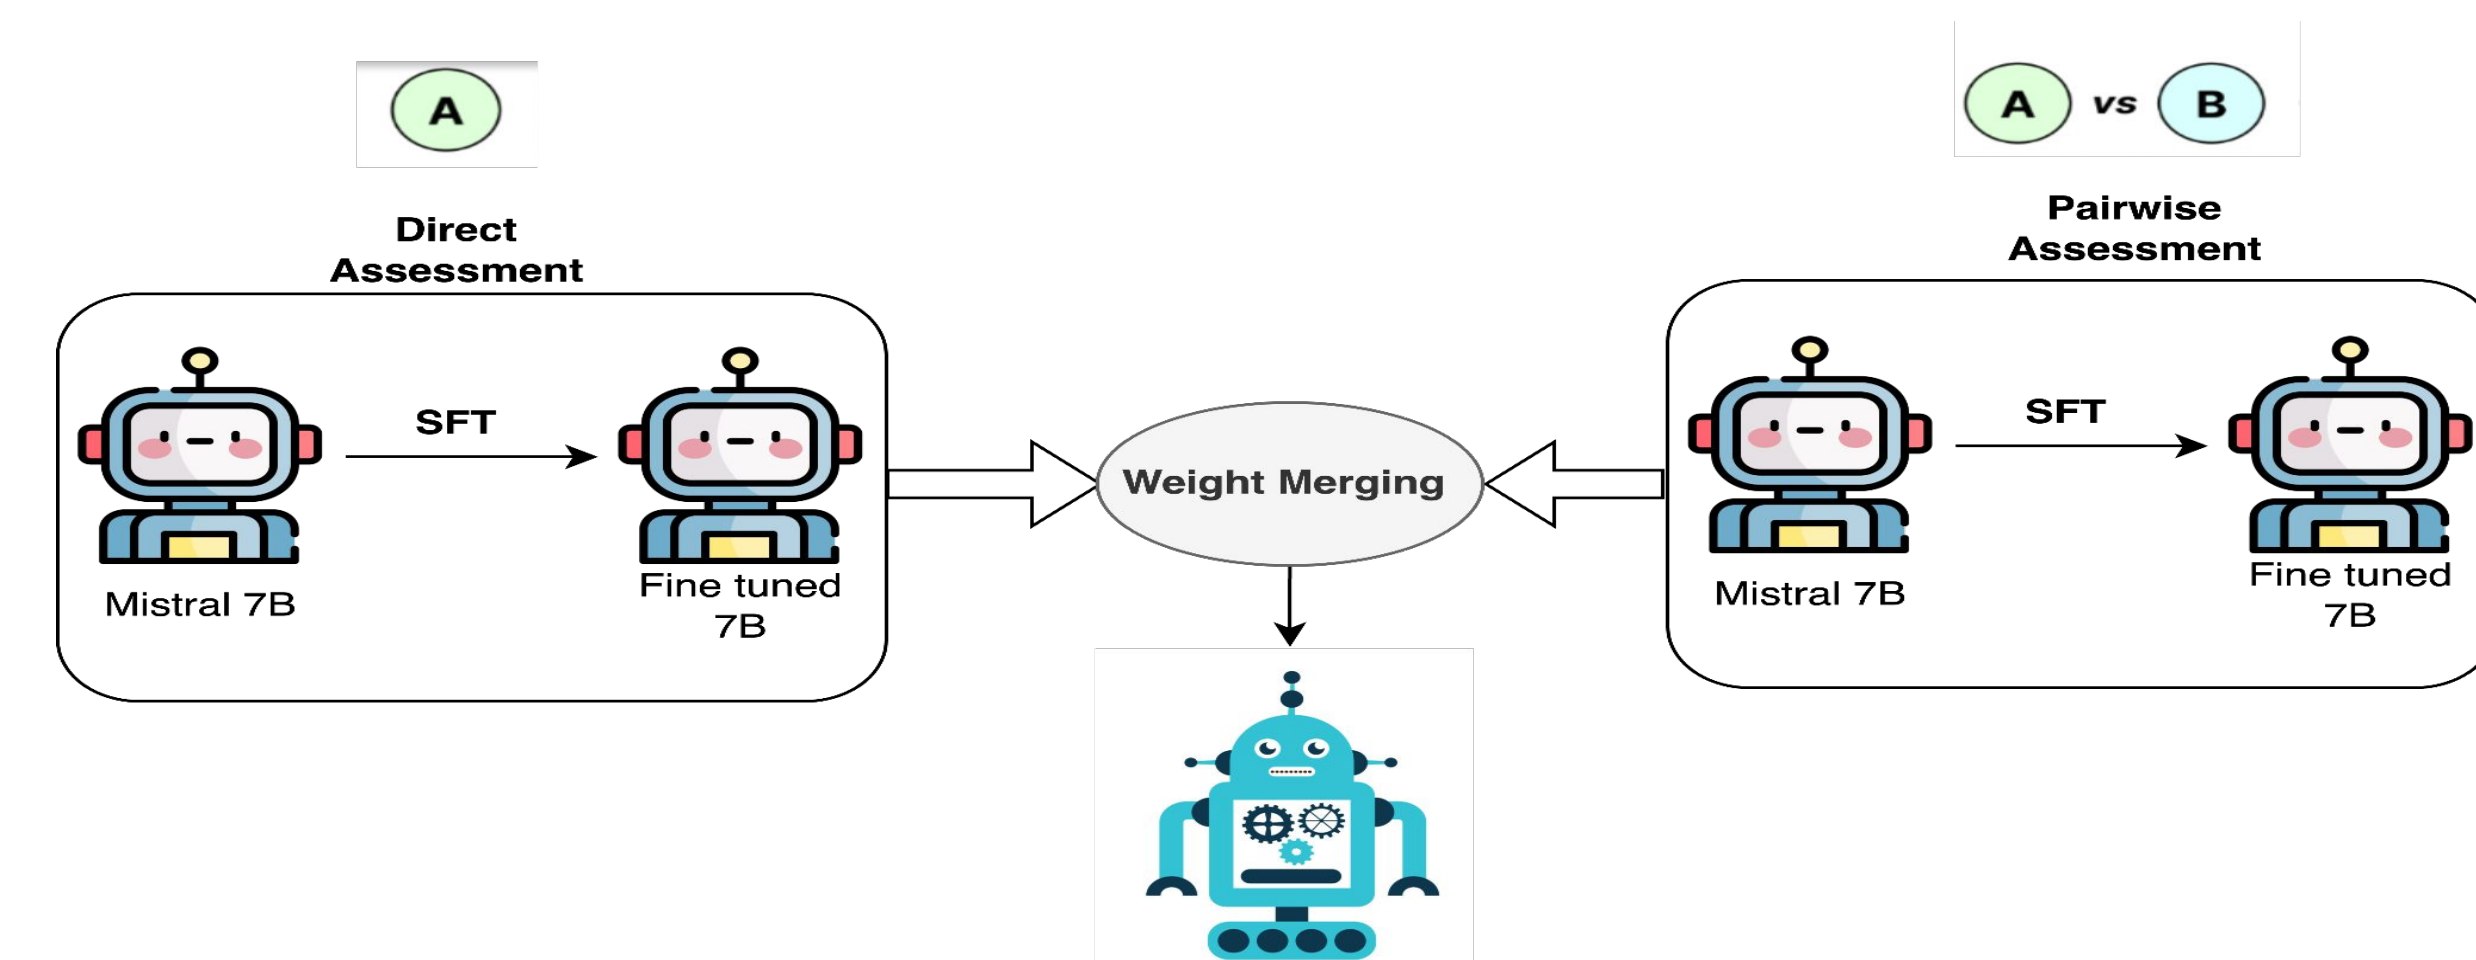 A
A vs B
Direct
Assessment
Pairwise
Assessment
SFT
Mistral 7B
Fine tuned
7B
Weight Merging
SFT
Mistral 7B
Fine tuned
7B